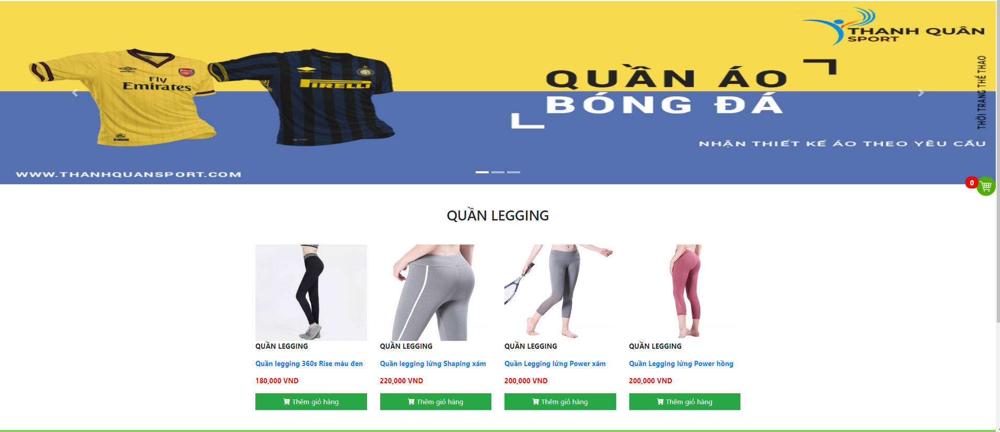 THANH QUÂN
SPORT
THỜI TRANG THỂ THAO
Fly
Emirates
Arsenal
umbro
PIRELLI
QUẦN ÁO
BÓNG ĐÁ
NHẬN THIẾT KẾ ÁO THEO YÊU CẦU
WWW.THANHQUANSPORT.COM
0
QUẦN LEGGING
QUẦN LEGGING
Quần legging 360s Rise màu đen
180,000 VND
Thêm giỏ hàng
QUẦN LEGGING
Quần legging lửng Shaping xám
220,000 VND
Thêm giỏ hàng
QUẦN LEGGING
Quần Legging lửng Power xám
200,000 VND
Thêm giỏ hàng
QUẦN LEGGING
Quần Legging lửng Power hồng
200,000 VND
Thêm giỏ hàng